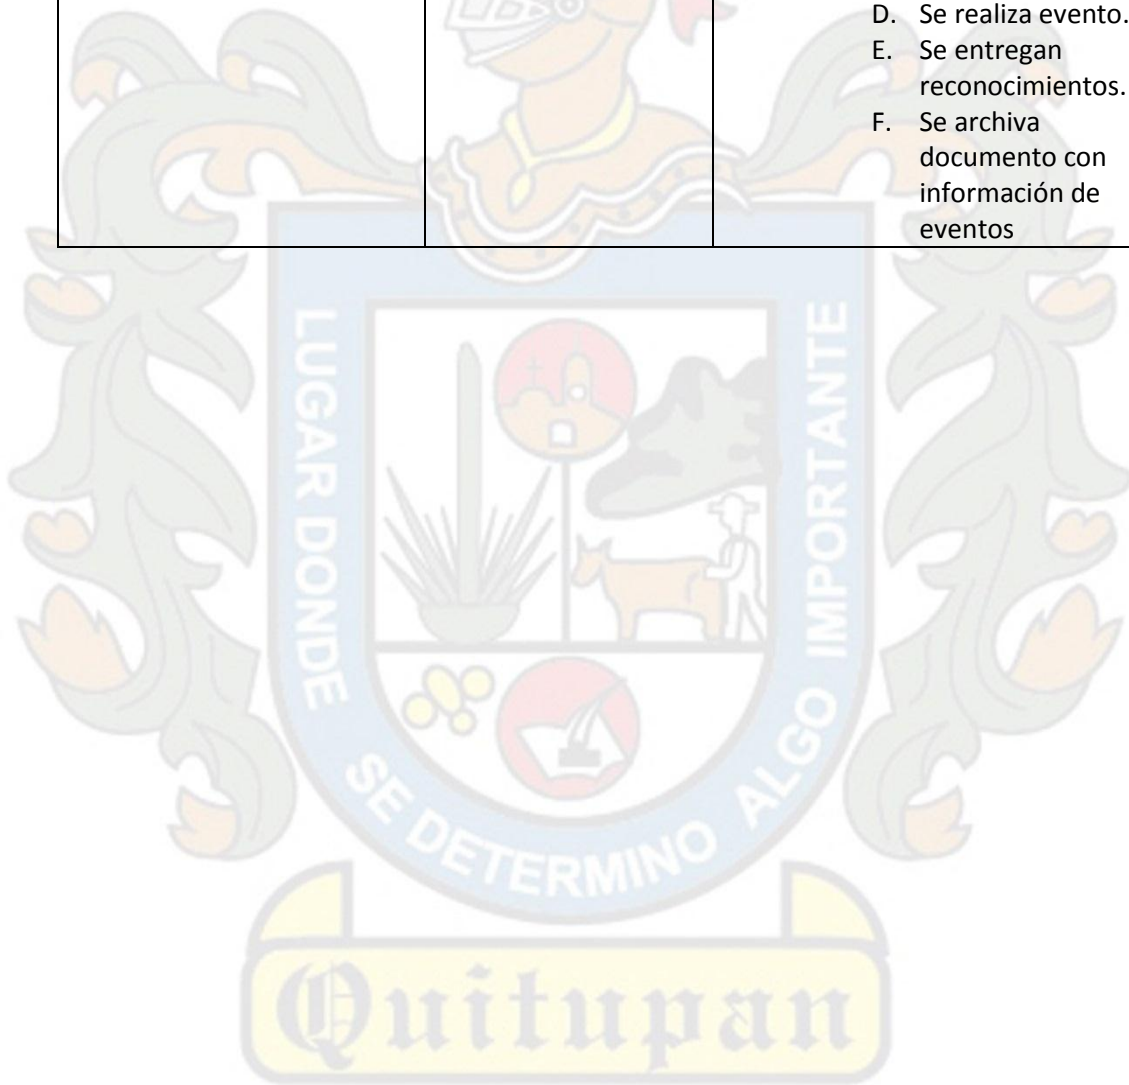 D. Se realiza evento.
E. Se entregan
reconocimientos.
F. Se archiva
documento con
información de
eventos
LUGAR DONDE SE DETERMINO ALGO IMPORTANTE
Quitupan